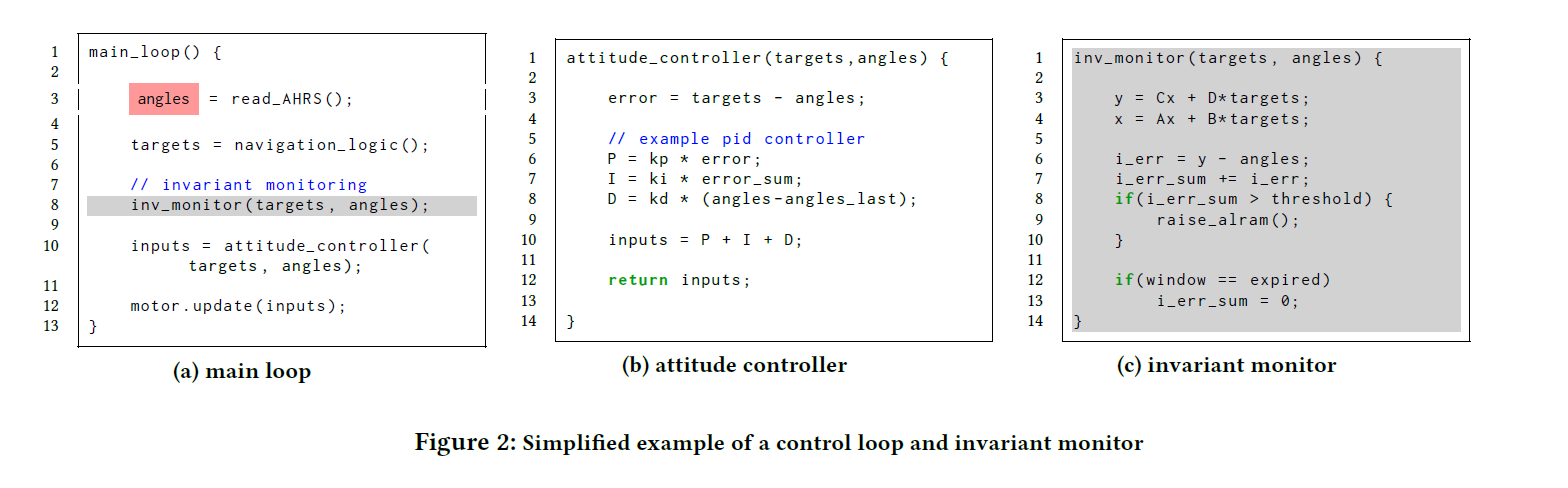 1 main_loop() {
2
3 angles = read_AHRS();
4
5 targets = navigation_logic();
6
7 // invariant monitoring
8 inv_monitor(targets, angles);
9
10 inputs = attitude_controller(
targets, angles);
11
12 motor.update(inputs);
13 }
(a) main loop
1 attitude_controller(targets,angles) {
2
3 error = targets - angles;
4
5 // example pid controller
6 P = kp * error;
7 I = ki * error_sum;
8 D = kd * (angles-angles_last);
9
10 inputs = P + I + D;
11
12 return inputs;
13
14 }
(b) attitude controller
1 inv_monitor(targets, angles) {
2
3 y = Cx + D*targets;
4 x = Ax + B*targets;
5
6 i_err = y - angles;
7 i_err_sum += i_err;
8 if(i_err_sum > threshold) {
9 raise_alram();
10 }
11
12 if(window == expired)
13 i_err_sum = 0;
14 }
(c) invariant monitor
Figure 2: Simplified example of a control loop and invariant monitor